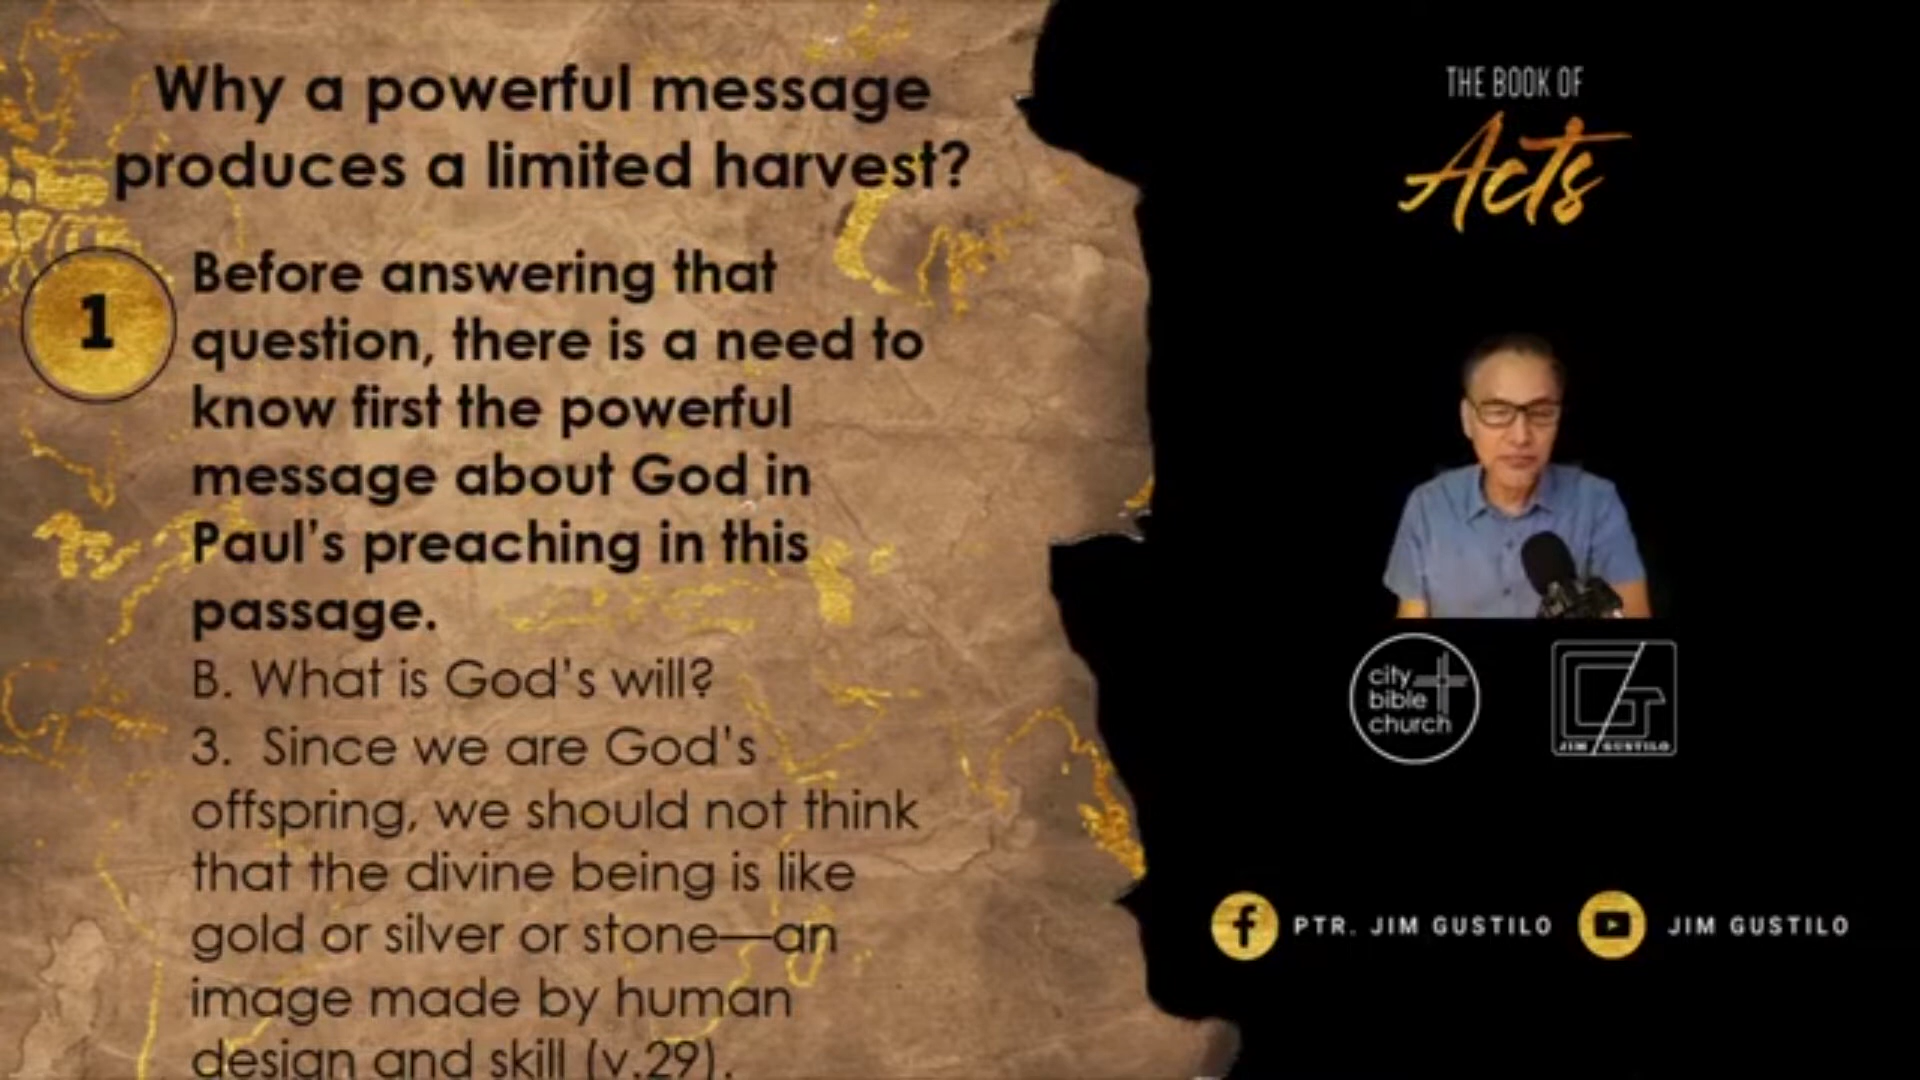 Why a powerful message
produces a limited harvest?
1
Before answering that
question, there is a need to
know first the powerful
message about God in
Paul's preaching in this
passage.
B. What is God's will?
3.  Since we are God's
offspring, we should not think
that the divine being is like
gold or silver or stone—an
image made by human
design and skill (v.29).
THE BOOK OF
Acts
city
bible
church
JIM GUSTILO
PTR. JIM GUSTILO
JIM GUSTILO